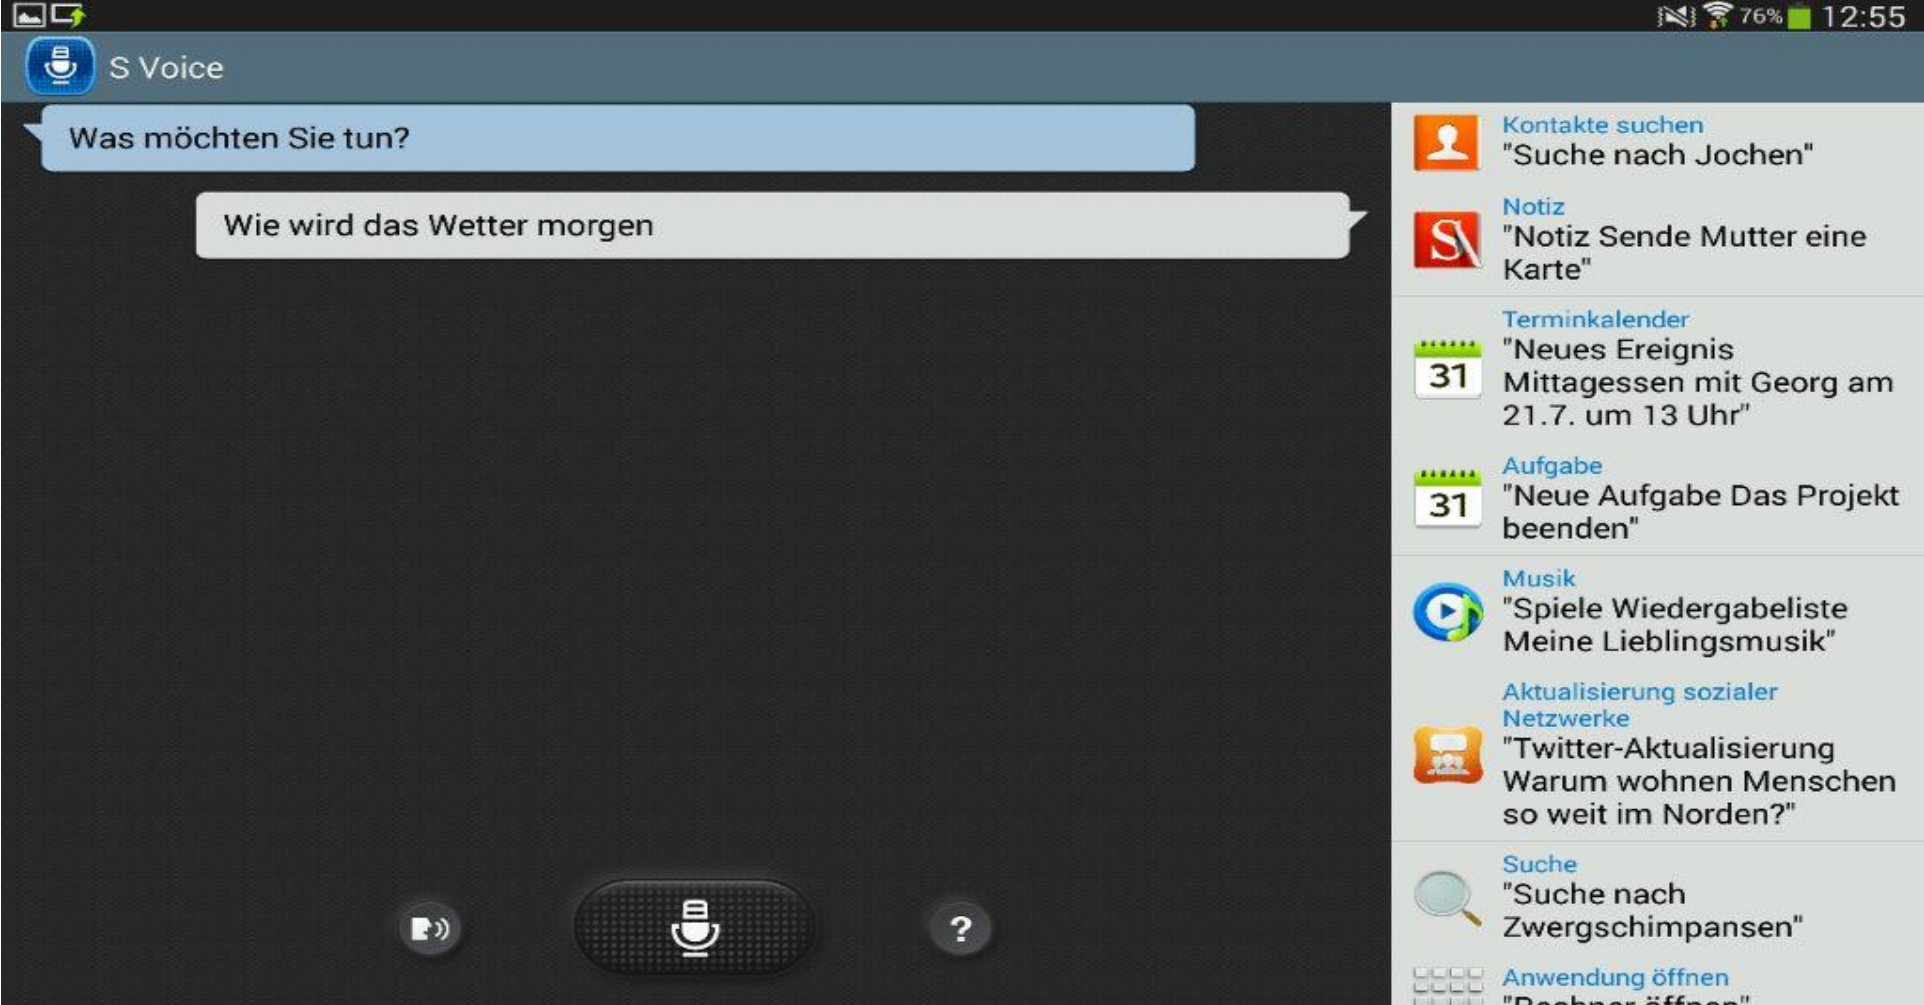 76% 12:55
S Voice
Was möchten Sie tun?
Wie wird das Wetter morgen
?
Kontakte suchen
"Suche nach Jochen"
Notiz
"Notiz Sende Mutter eine
Karte"
Terminkalender
31
"Neues Ereignis
Mittagessen mit Georg am
21.7. um 13 Uhr"
Aufgabe
31
"Neue Aufgabe Das Projekt
beenden"
Musik
"Spiele Wiedergabeliste
Meine Lieblingsmusik"
Aktualisierung sozialer
Netzwerke
"Twitter-Aktualisierung
Warum wohnen Menschen
so weit im Norden?"
Suche
"Suche nach
Zwergschimpansen"
Anwendung öffnen
"Rechner öffnen"